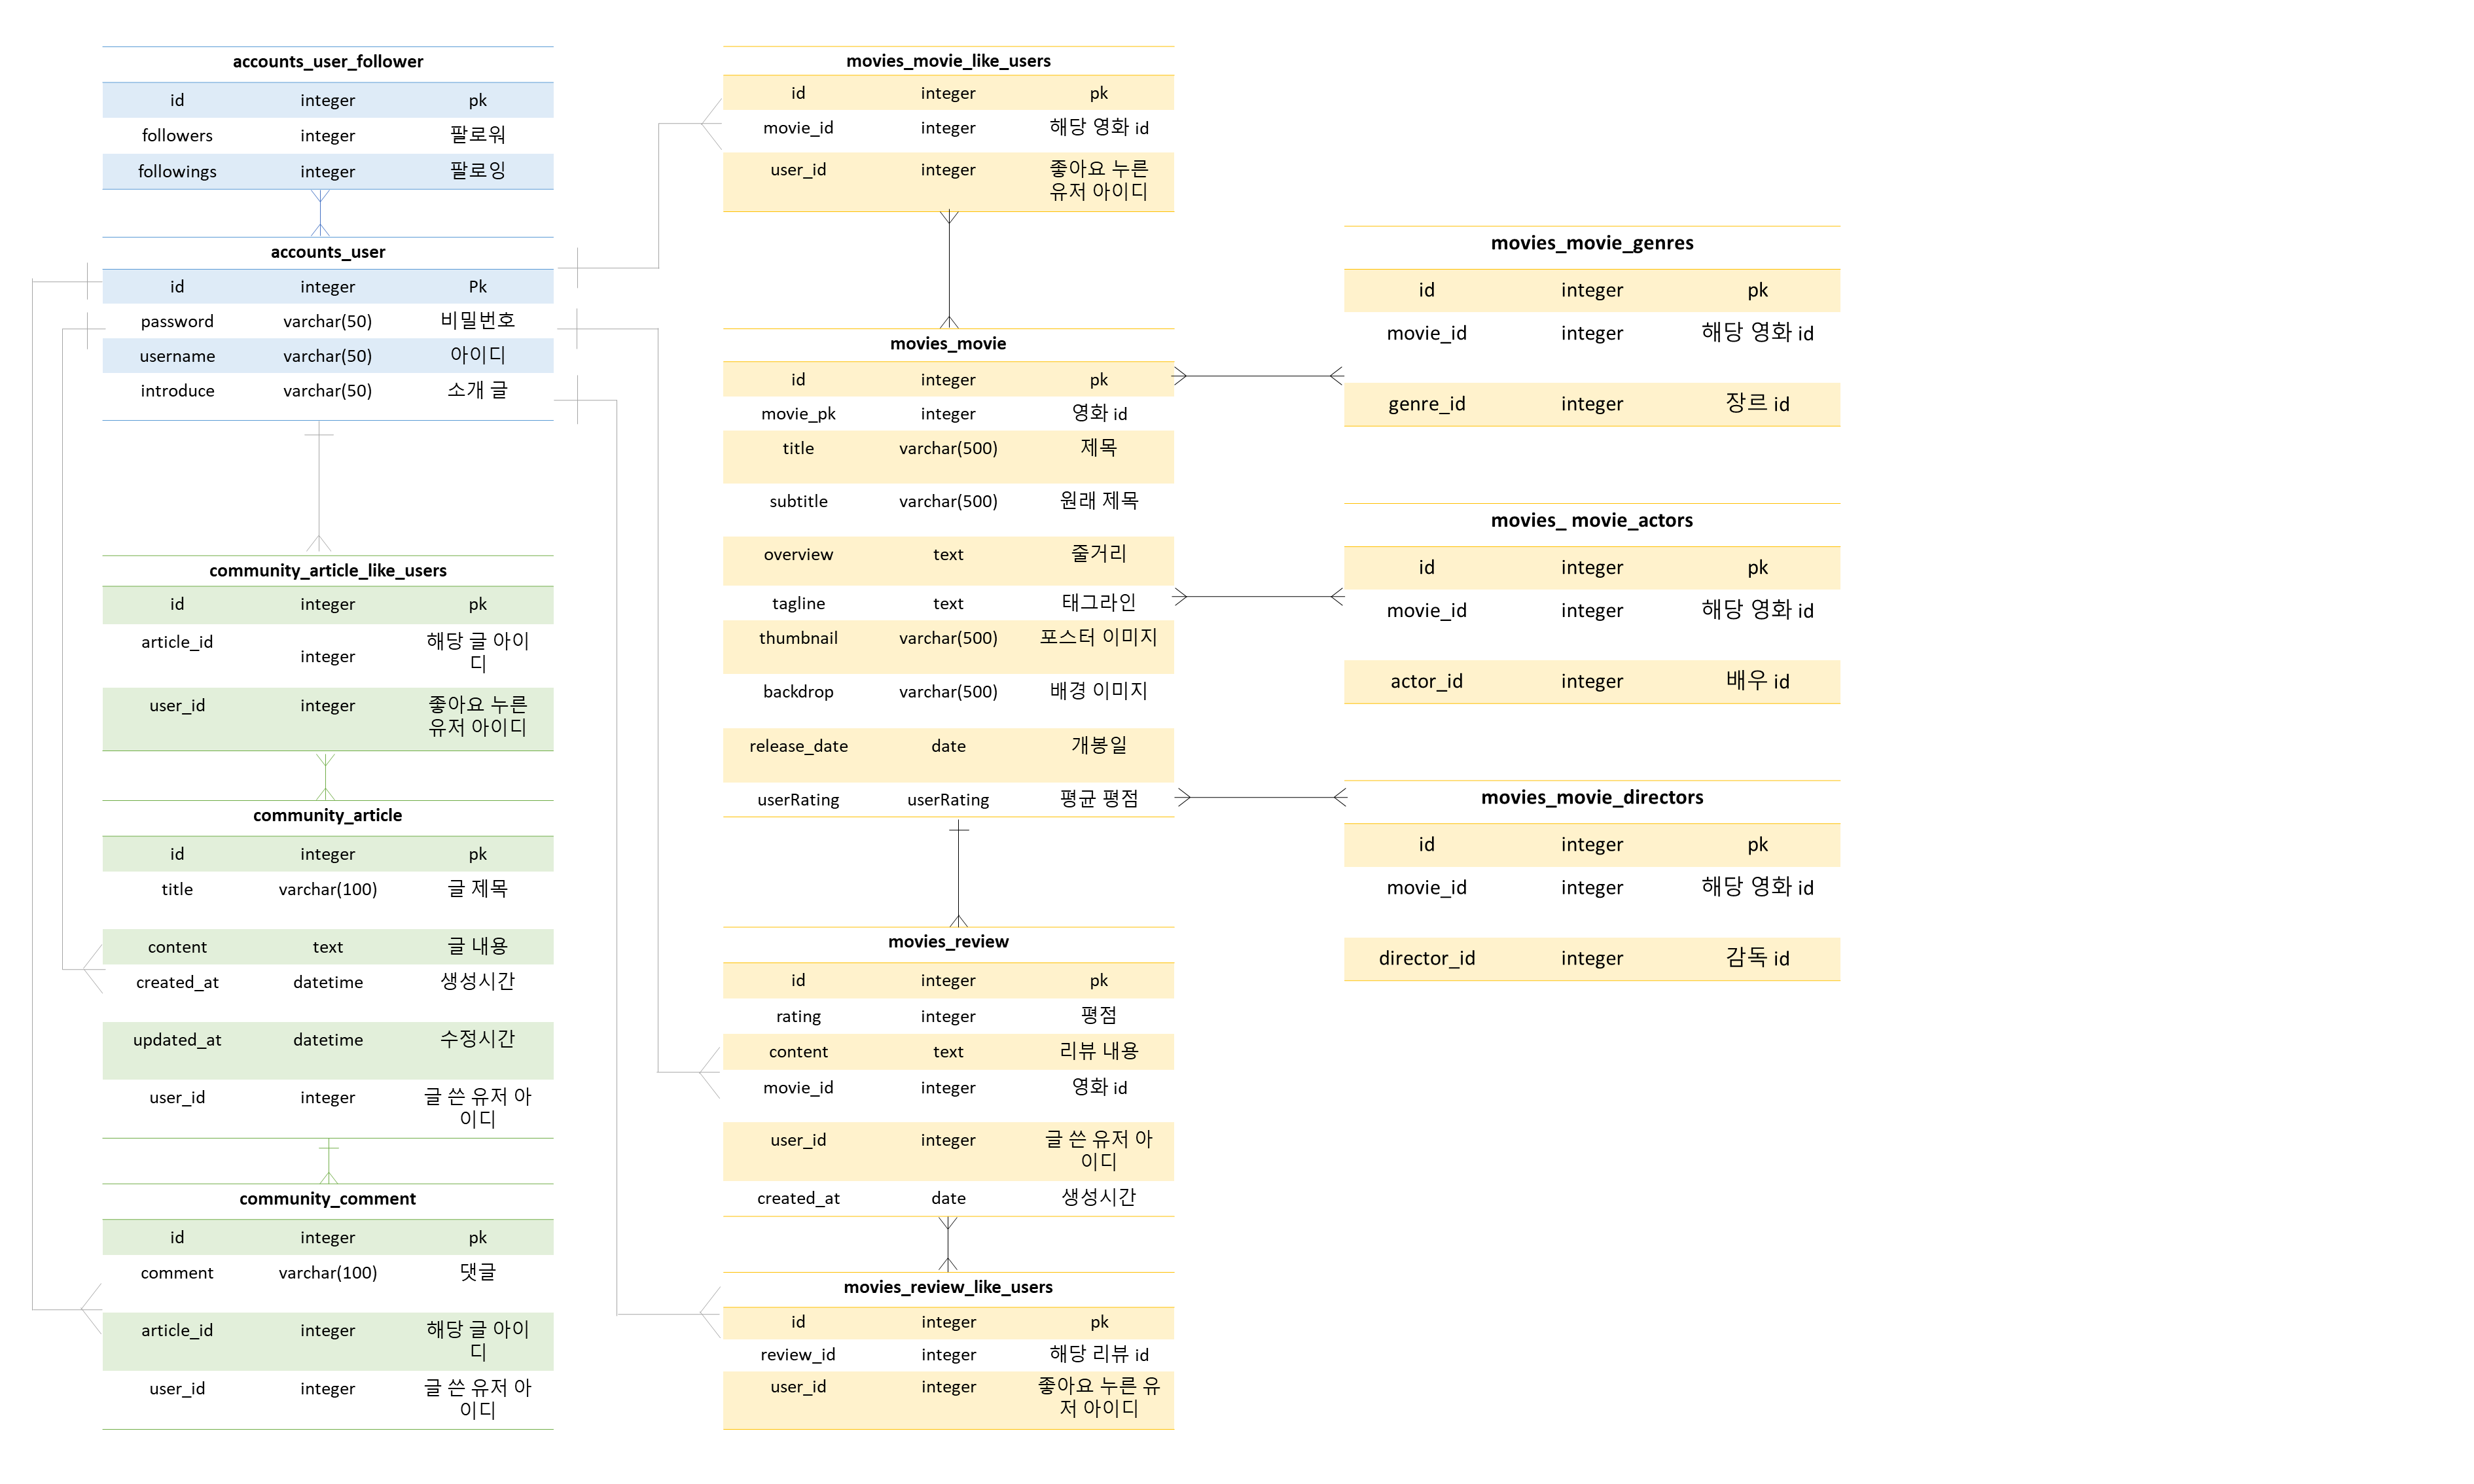 accounts_user_follower
id integer pk
followers integer 팔로워
followings integer 팔로잉
accounts_user
id integer Pk
password varchar(50) 비밀번호
username varchar(50) 아이디
introduce varchar(50) 소개 글
community_article_like_users
id integer pk
article_id integer 해당 글 아이
디
user_id integer 좋아요 누른
유저 아이디
community_article
id integer pk
title varchar(100) 글 제목
content text 글 내용
created_at datetime 생성시간
updated_at datetime 수정시간
user_id integer 글 쓴 유저 아
이디
community_comment
id integer pk
comment varchar(100) 댓글
article_id integer 해당 글 아이
디
user_id integer 글 쓴 유저 아
이디
movies_movie_like_users
id integer pk
movie_id integer 해당 영화 id
user_id integer 좋아요 누른
유저 아이디
movies_movie
id integer pk
movie_pk integer 영화 id
title varchar(500) 제목
subtitle varchar(500) 원래 제목
overview text 줄거리
tagline text 태그라인
thumbnail varchar(500) 포스터 이미지
backdrop varchar(500) 배경 이미지
release_date date 개봉일
userRating userRating 평균 평점
movies_review
id integer pk
rating integer 평점
content text 리뷰 내용
movie_id integer 영화 id
user_id integer 글 쓴 유저 아
이디
created_at date 생성시간
movies_review_like_users
id integer pk
review_id integer 해당 리뷰 id
user_id integer 좋아요 누른 유
저 아이디
movies_movie_genres
id integer pk
movie_id integer 해당 영화 id
genre_id integer 장르 id
movies_ movie_actors
id integer pk
movie_id integer 해당 영화 id
actor_id integer 배우 id
movies_movie_directors
id integer pk
movie_id integer 해당 영화 id
director_id integer 감독 id